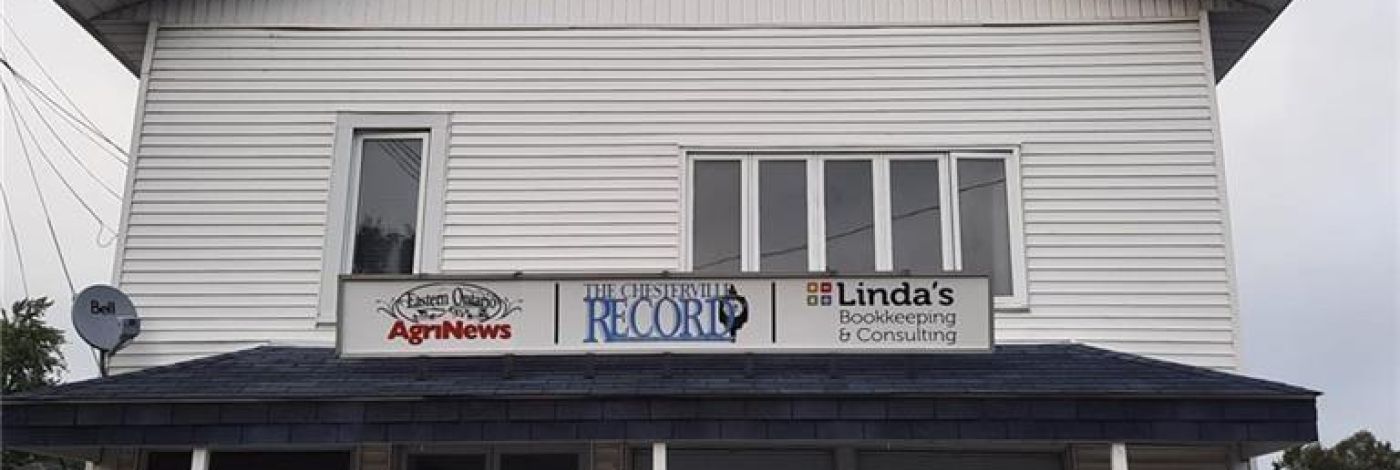 Bell
Eastern Ontario
AgriNews
THE CHESTERVILLE
RECORD
Linda's
Bookkeeping
& Consulting